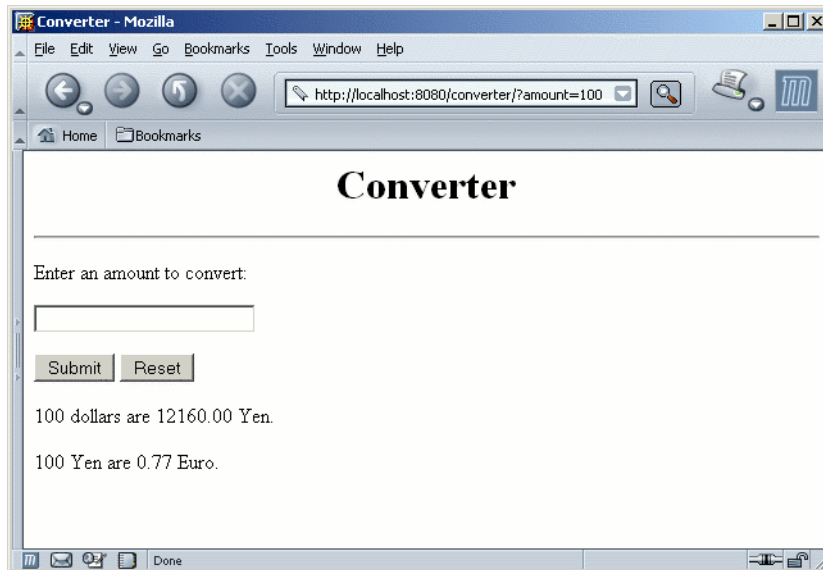 Converter - Mozilla
File Edit View Go Bookmarks Tools Window Help
http://localhost:8080/converter/?amount=100
Home Bookmarks
Converter
Enter an amount to convert:
Submit Reset
100 dollars are 12160.00 Yen.
100 Yen are 0.77 Euro.
Done